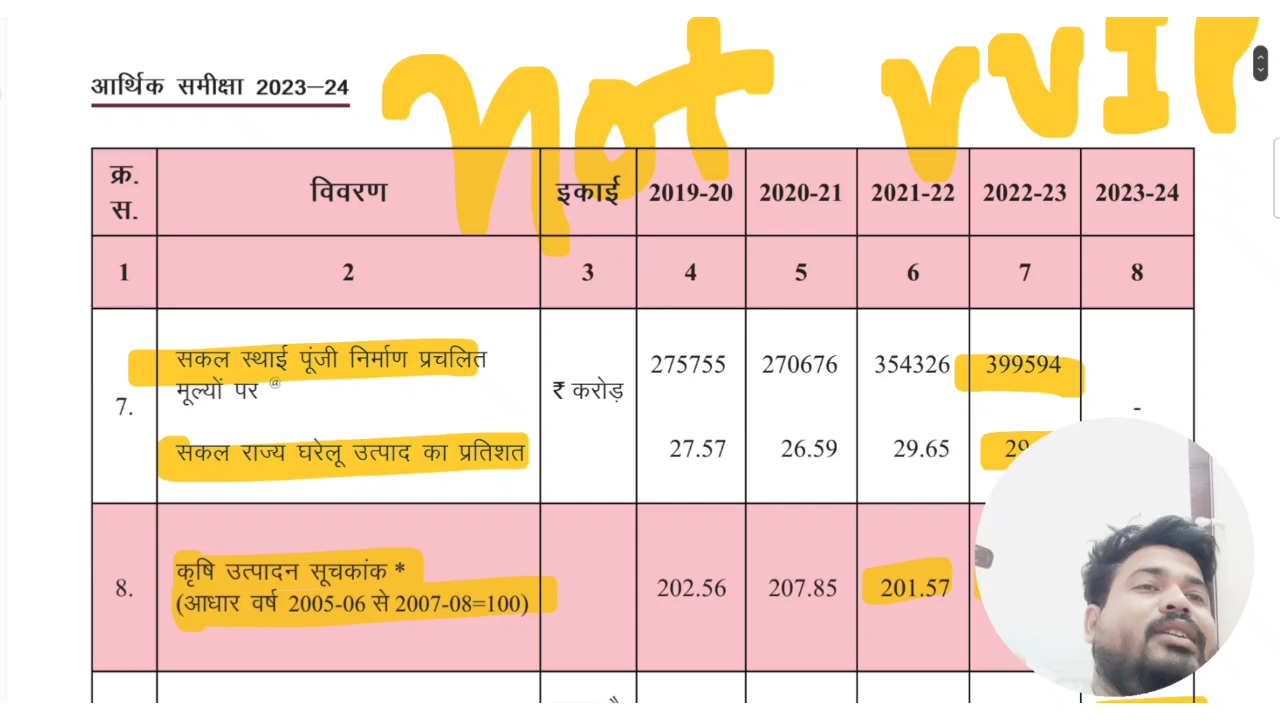 not vvIP
आर्थिक समीक्षा 2023–24
क्र. स. विवरण इकाई 2019-20 2020-21 2021-22 2022-23 2023-24
1 2 3 4 5 6 7 8
7. सकल स्थाई पूंजी निर्माण प्रचलित मूल्यों पर @ ₹ करोड़ 275755 270676 354326 399594 -
सकल राज्य घरेलू उत्पाद का प्रतिशत 27.57 26.59 29.65
8. कृषि उत्पादन सूचकांक *
(आधार वर्ष 2005-06 से 2007-08=100) 202.56 207.85 201.57